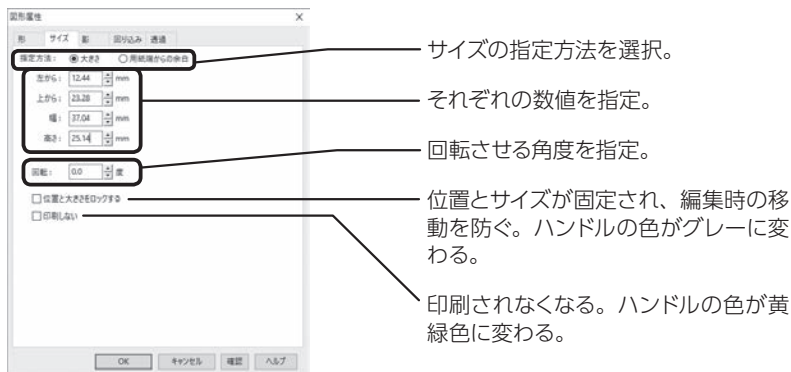 図形属性
形 サイズ 影 回り込み 透過
指定方法： 大きさ 用紙端からの余白
左から： 12.44 mm
上から： 23.28 mm
幅： 37.04 mm
高さ： 25.14 mm
回転： 0.0 度
位置と大きさをロックする
印刷しない
OK キャンセル 確認 ヘルプ
サイズの指定方法を選択。
それぞれの数値を指定。
回転させる角度を指定。
位置とサイズが固定され、編集時の移
動を防ぐ。ハンドルの色がグレーに変
わる。
印刷されなくなる。ハンドルの色が黄
緑色に変わる。